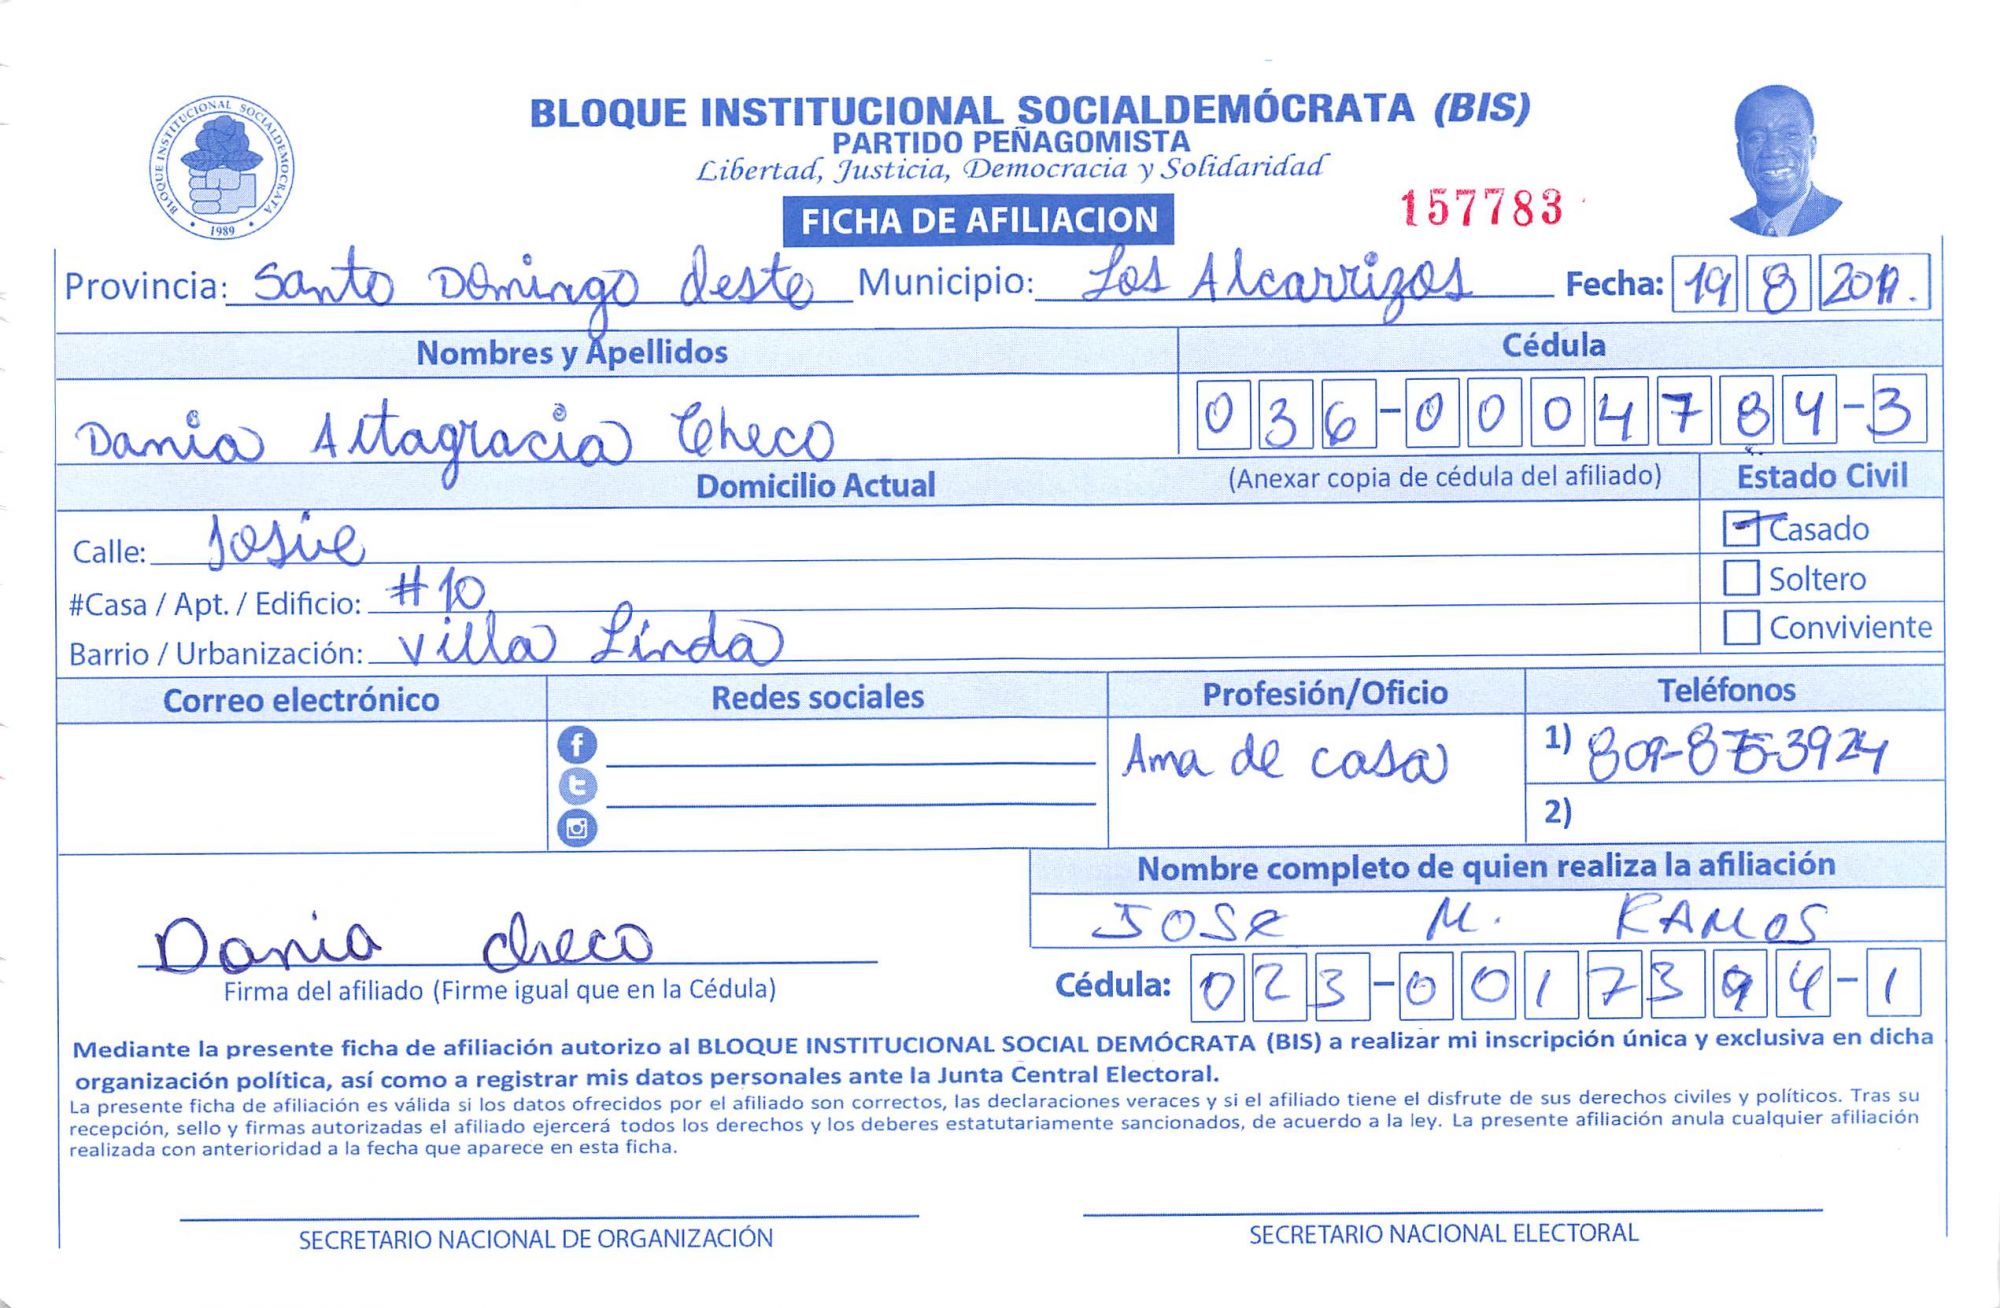 BLOQUE INSTITUCIONAL SOCIALDEMÓCRATA (BIS)
PARTIDO PEÑAGOMISTA
Libertad, Justicia, Democracia y Solidaridad
BLOQUE INSTITUCIONAL SOCIALDEMOCRATA
1989
FICHA DE AFILIACION
157783
Provincia: Santo Domingo Oeste Municipio: Los Alcarrizos Fecha: 19 8
Nombres y Apellidos Cédula
Dania Altagracia Checo 036-0004784-3
Domicilio Actual (Anexar copia de cédula del afiliado) Estado Civil
Calle: Josue Casado
#Casa / Apt. / Edificio: #10 Soltero
Barrio / Urbanización: Villa Linda Conviviente
Correo electrónico Redes sociales Profesión/Oficio Teléfonos
Ama de casa 1) 809-875-3924
2)
Nombre completo de quien realiza la afiliación
JOSE M. RAMOS
Dania Checo
Firma del afiliado (Firme igual que en la Cédula) Cédula: 023-0017394-1
Mediante la presente ficha de afiliación autorizo al BLOQUE INSTITUCIONAL SOCIAL DEMÓCRATA (BIS) a realizar mi inscripción única y exclusiva en dicha
organización política, así como a registrar mis datos personales ante la Junta Central Electoral.
La presente ficha de afiliación es válida si los datos ofrecidos por el afiliado son correctos, las declaraciones veraces y si el afiliado tiene el disfrute de sus derechos civiles y políticos. Tras su
recepción, sello y firmas autorizadas el afiliado ejercerá todos los derechos y los deberes estatutariamente sancionados, de acuerdo a la ley. La presente afiliación anula cualquier afiliación
realizada con anterioridad a la fecha que aparece en esta ficha.
SECRETARIO NACIONAL DE ORGANIZACIÓN SECRETARIO NACIONAL ELECTORAL